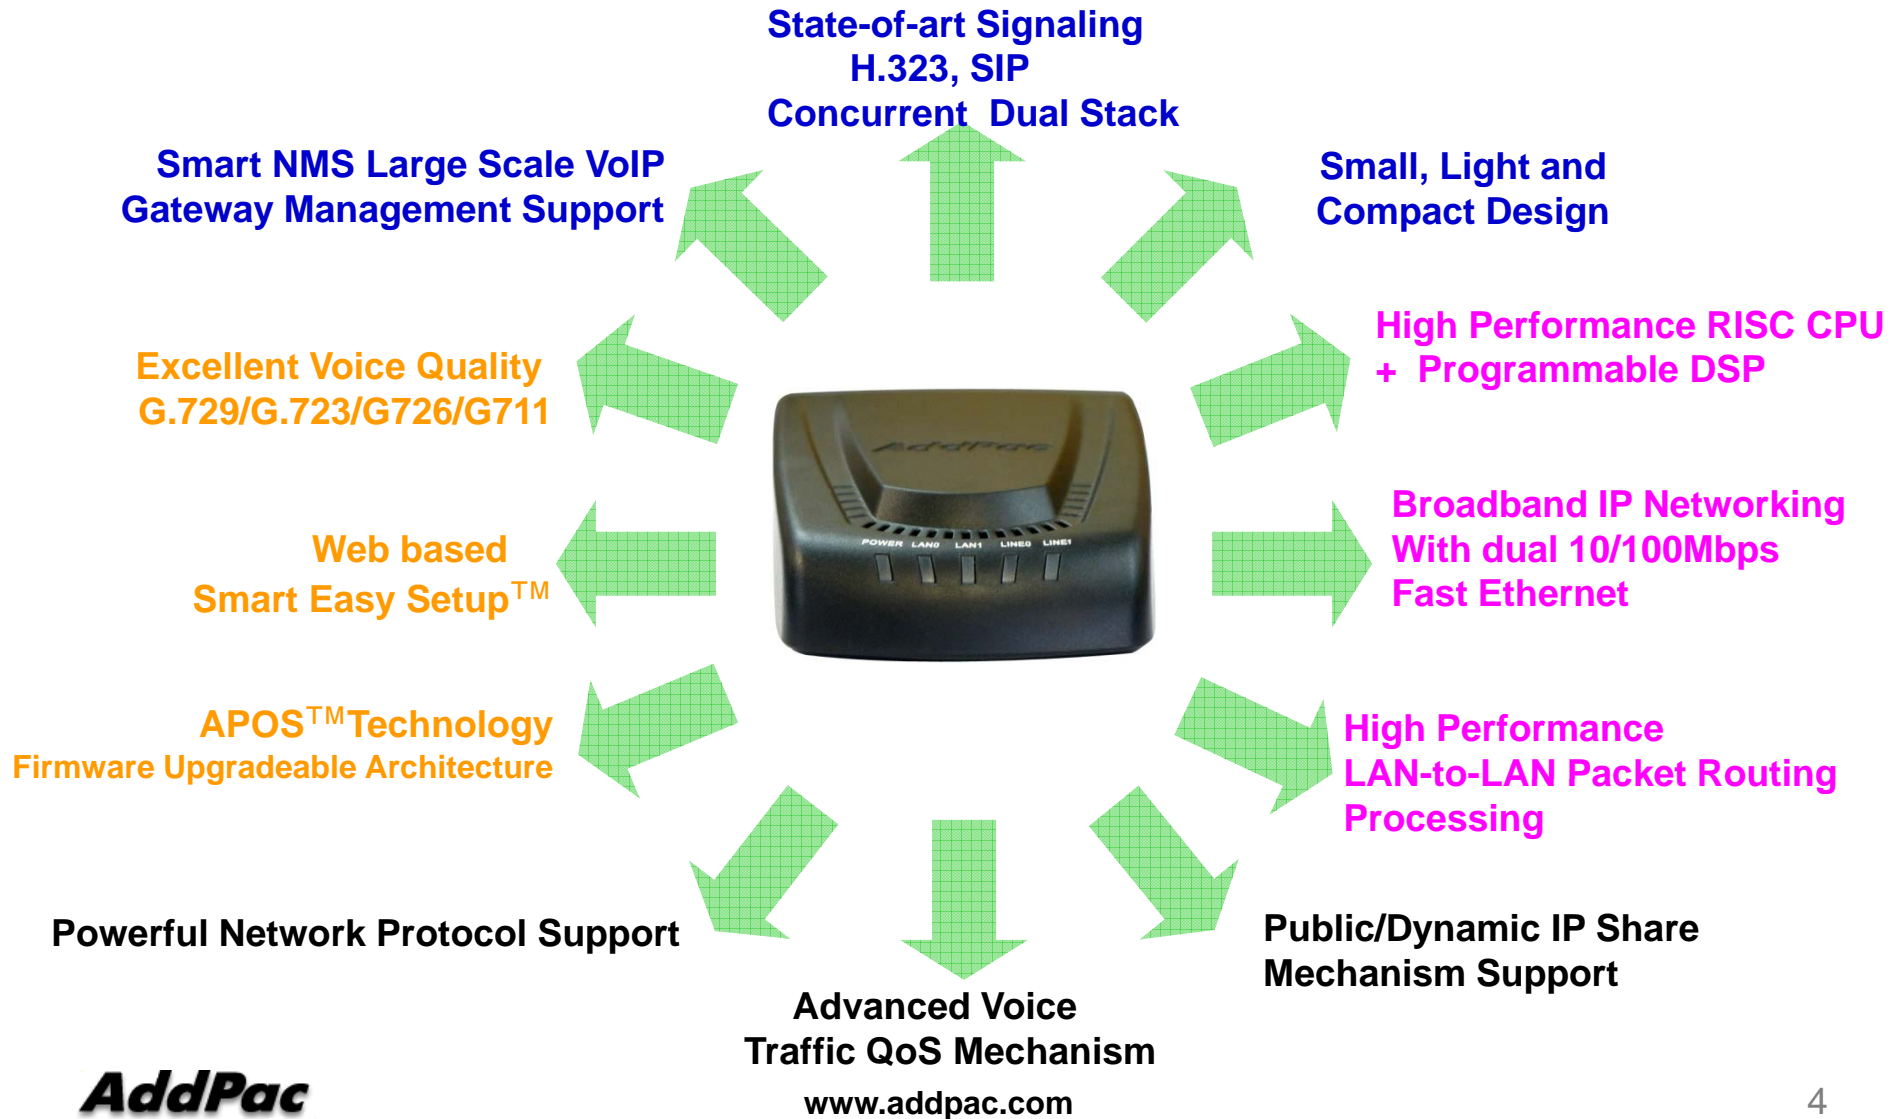 State-of-art Signaling
H.323, SIP
Concurrent Dual Stack
Smart NMS Large Scale VoIP
Gateway Management Support
Small, Light and
Compact Design
Excellent Voice Quality
G.729/G.723/G726/G711
High Performance RISC CPU
+ Programmable DSP
AddPac
POWER LAN0 LAN1 LINE0 LINE1
Web based
Smart Easy Setup™
Broadband IP Networking
With dual 10/100Mbps
Fast Ethernet
APOS™Technology
Firmware Upgradeable Architecture
High Performance
LAN-to-LAN Packet Routing
Processing
Powerful Network Protocol Support
Public/Dynamic IP Share
Mechanism Support
Advanced Voice
Traffic QoS Mechanism
AddPac
www.addpac.com
4